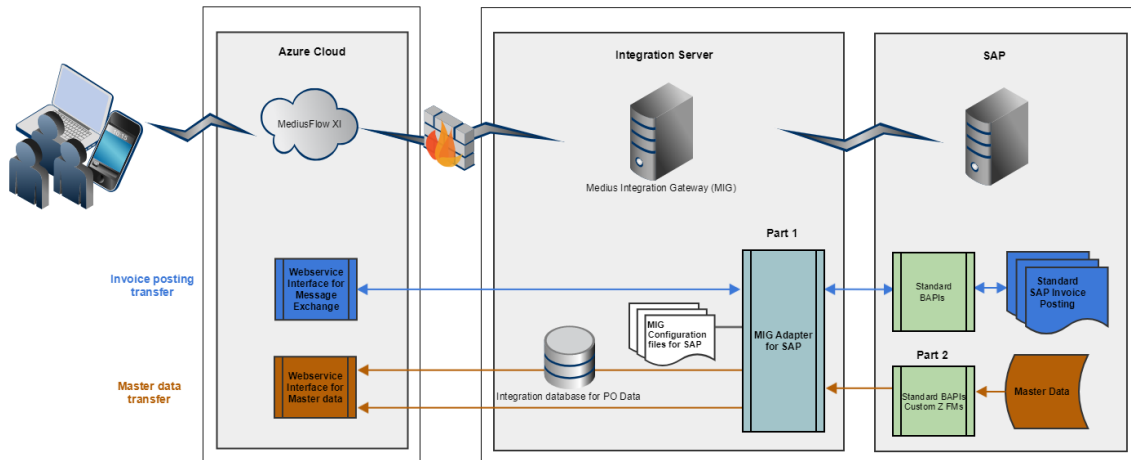 Azure Cloud
Integration Server
SAP
MediusFlow XI
Medius Integration Gateway (MIG)
Part 1
Invoice posting
transfer
Webservice
Interface for
Message
Exchange
Standard
BAPIs
Standard
SAP Invoice
Posting
MIG
Configuration
files for SAP
MIG Adapter
for SAP
Part 2
Master data
transfer
Webservice
Interface for
Master data
Integration database for PO Data
Standard BAPIs
Custom Z FMs
Master Data